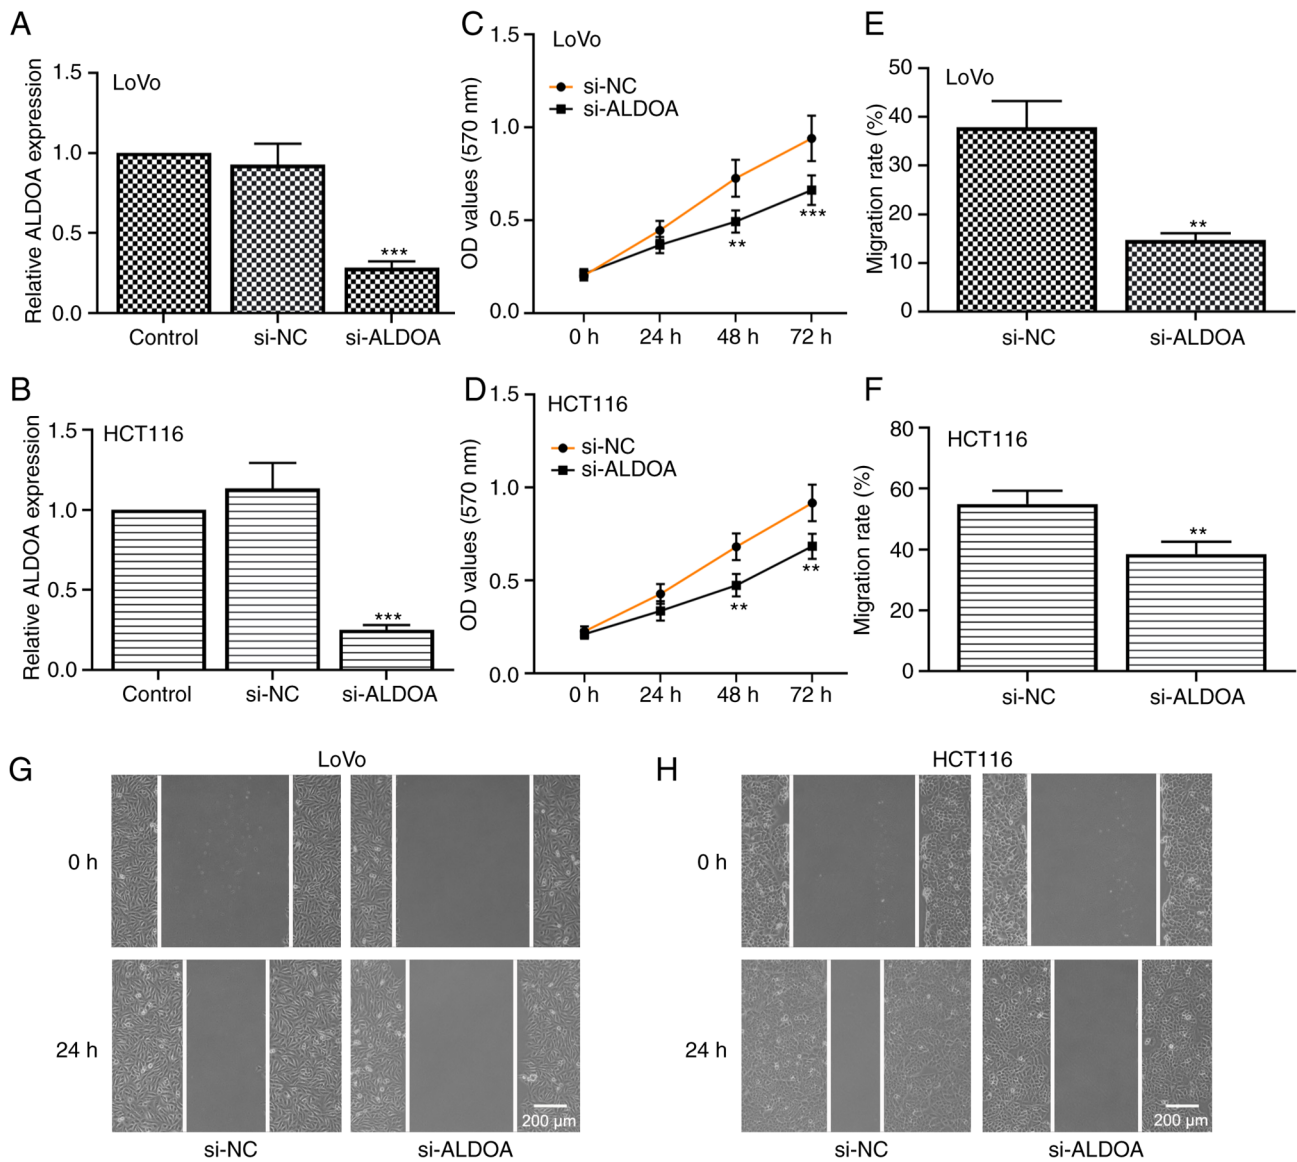 A
LoVo
Relative ALDOA expression
1.5
1.0
0.5
0.0
***
Control
si-NC
si-ALDOA
C
LoVo
si-NC
si-ALDOA
OD values (570 nm)
1.5
1.0
0.5
0.0
**
***
0 h
24 h
48 h
72 h
E
LoVo
Migration rate (%)
50
40
30
20
10
0
**
si-NC
si-ALDOA
B
HCT116
Relative ALDOA expression
1.5
1.0
0.5
0.0
***
Control
si-NC
si-ALDOA
D
HCT116
si-NC
si-ALDOA
OD values (570 nm)
1.5
1.0
0.5
0.0
**
**
0 h
24 h
48 h
72 h
F
HCT116
Migration rate (%)
80
60
40
20
0
**
si-NC
si-ALDOA
G
LoVo
0 h
24 h
200 µm
si-NC
si-ALDOA
H
HCT116
0 h
24 h
200 µm
si-NC
si-ALDOA